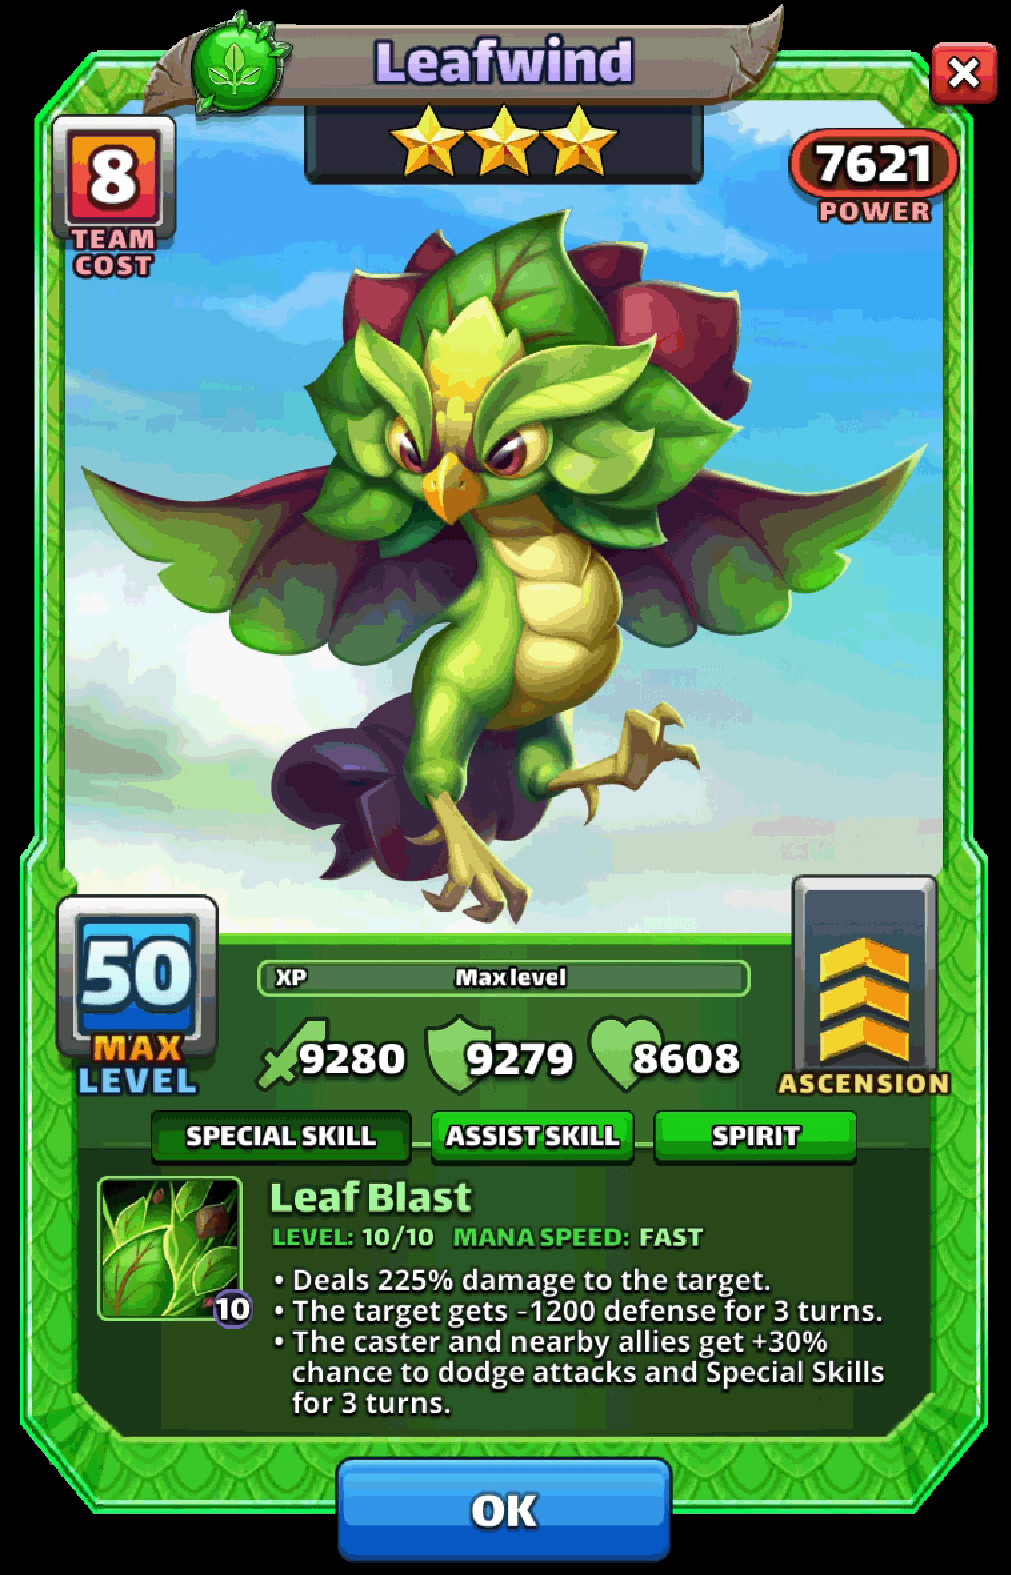 Leafwind
8
TEAM
COST
7621
POWER
50
MAX
LEVEL
XP Max level
9280 9279 8608
ASCENSION
SPECIAL SKILL ASSIST SKILL SPIRIT
Leaf Blast
LEVEL: 10/10 MANA SPEED: FAST
10
• Deals 225% damage to the target.
• The target gets -1200 defense for 3 turns.
• The caster and nearby allies get +30%
chance to dodge attacks and Special Skills
for 3 turns.
OK